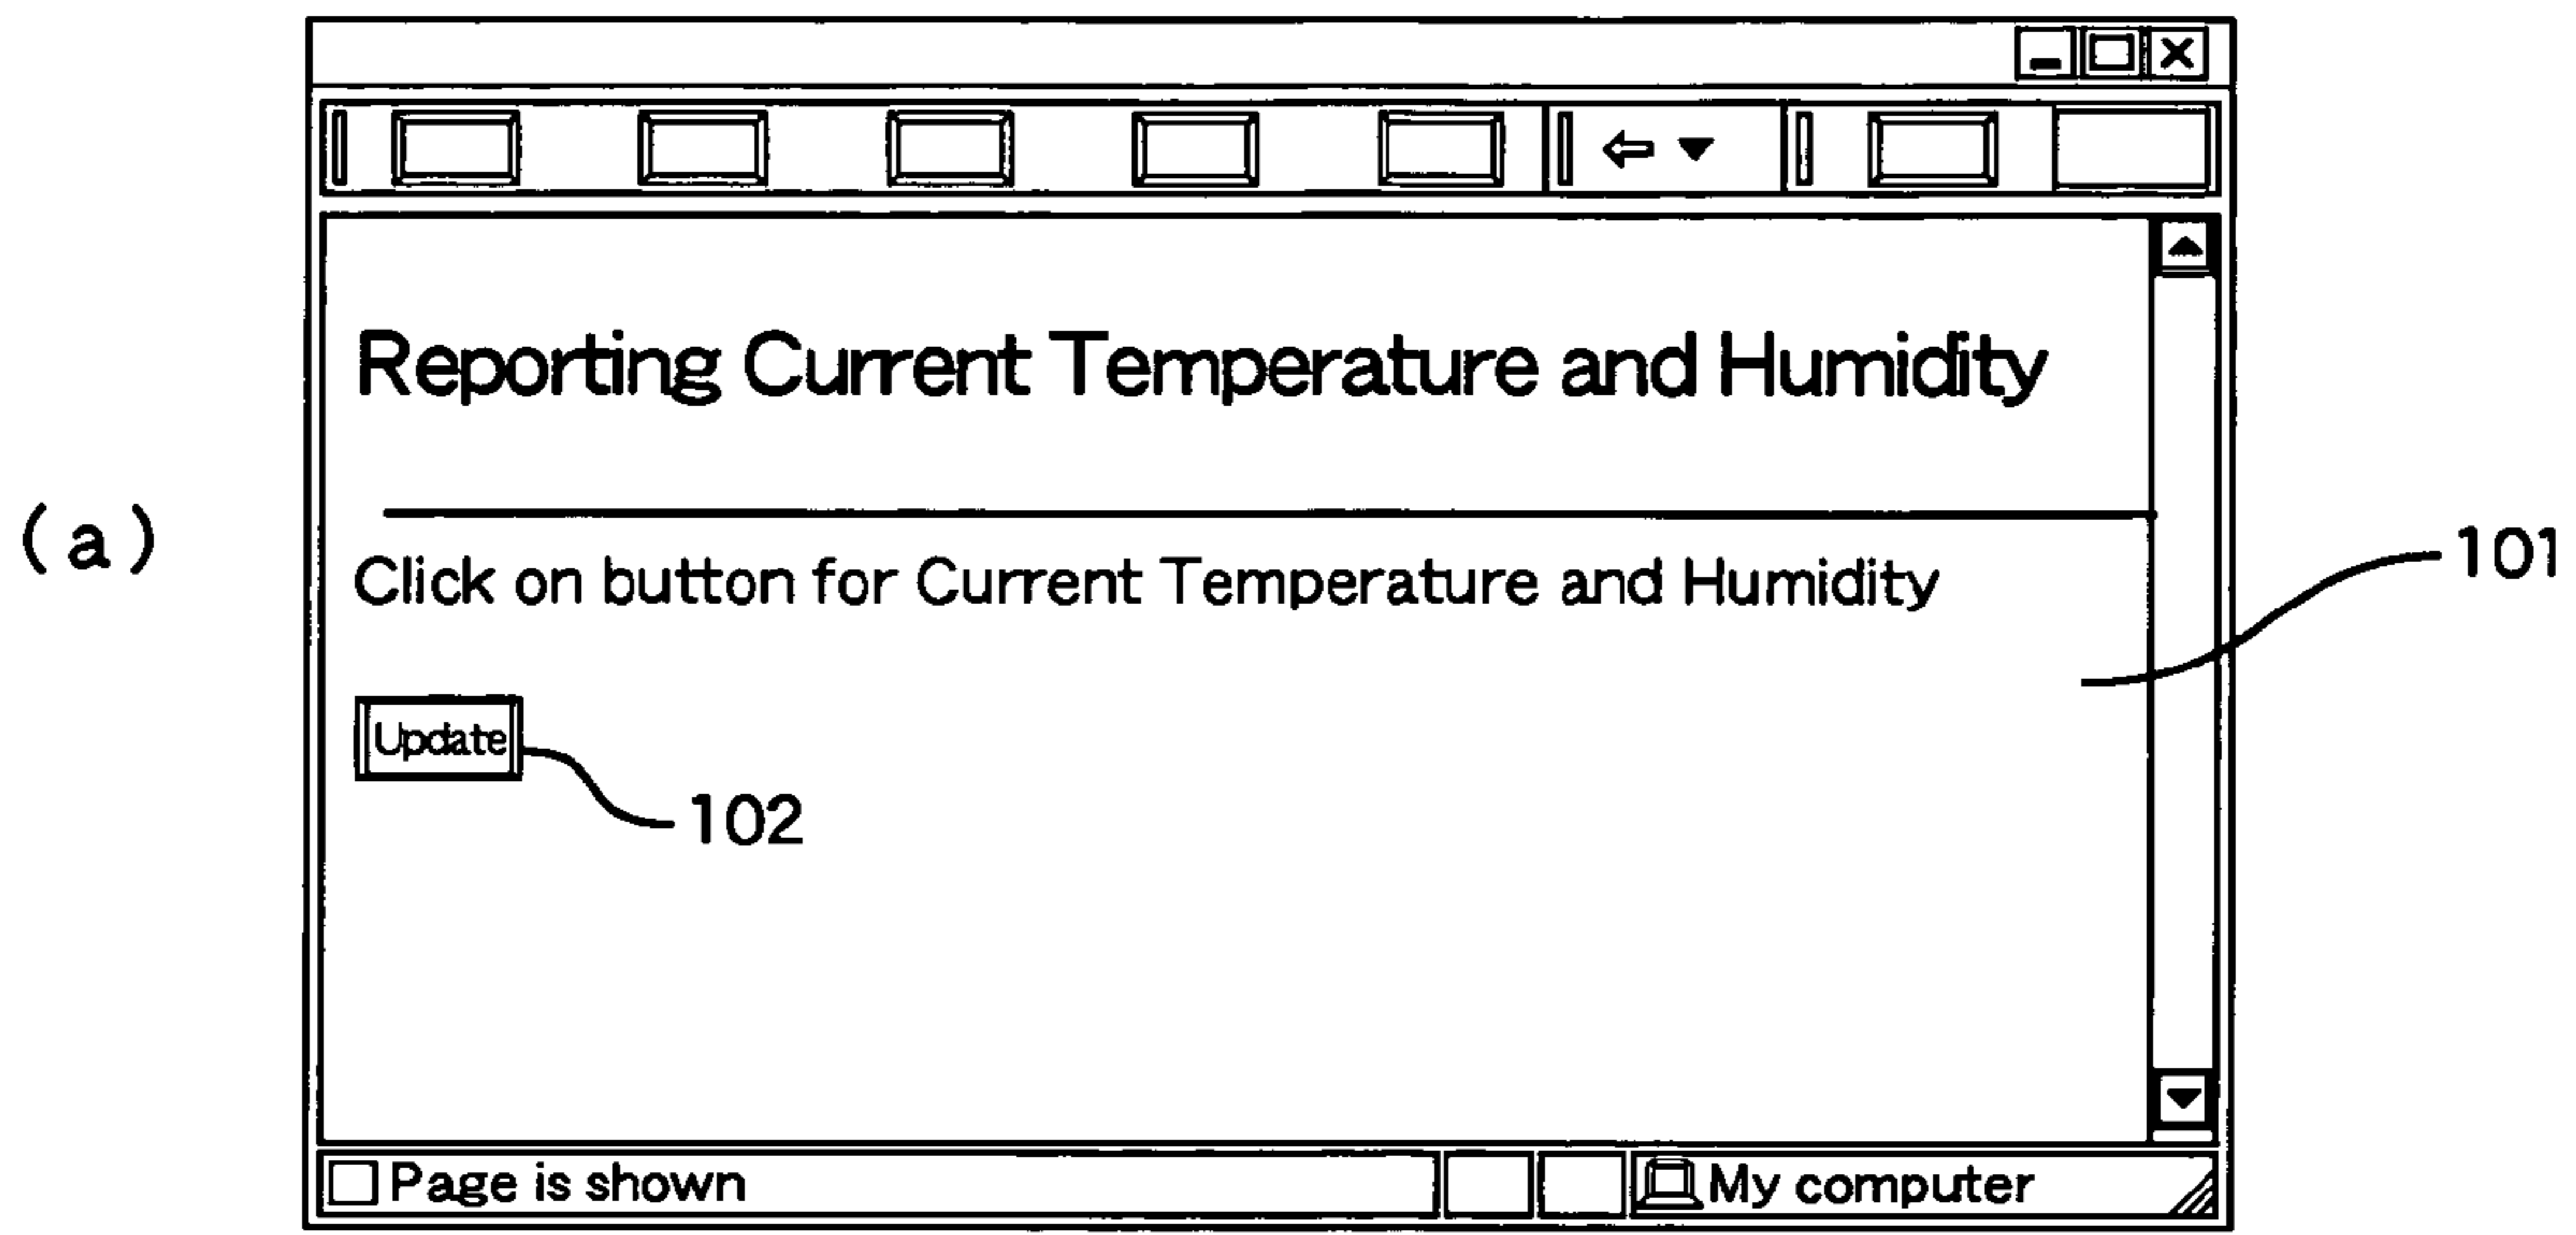 Reporting Current Temperature and Humidity
(a)
Click on button for Current Temperature and Humidity
101
Update
102
Page is shown
My computer